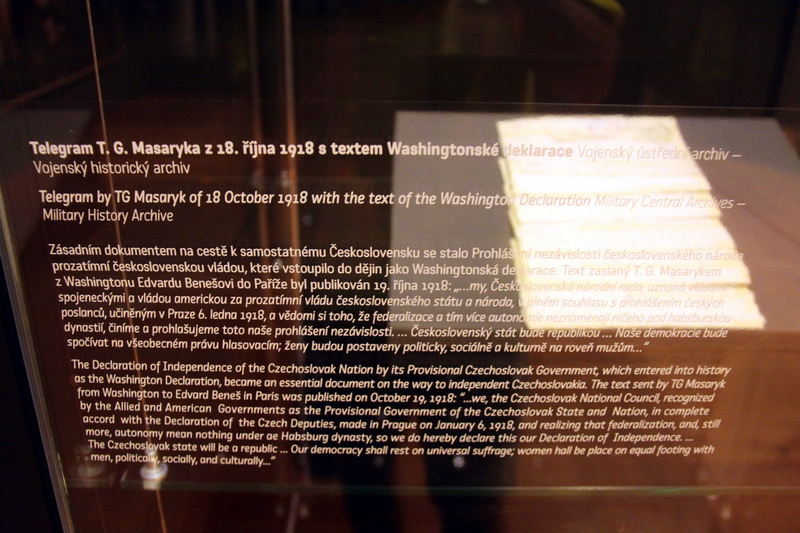 Telegram T. G. Masaryka z 18. října 1918 s textem Washingtonské deklarace Vojenský ústřední archiv –
Vojenský historický archiv
Telegram by TG Masaryk of 18 October 1918 with the text of the Washington Declaration Military Central Archives –
Military History Archive
Zásadním dokumentem na cestě k samostatnému Československu se stalo Prohlášení nezávislosti československého národa
prozatímní československou vládou, které vstoupilo do dějin jako Washingtonská deklarace. Text zaslaný T. G. Masarykem
z Washingtonu Edvardu Benešovi do Paříže byl publikován 19. října 1918: „...my, Československá národní rada, uznaná vládami
spojeneckými a vládou americkou za prozatímní vládu československého státu a národa, v plném souhlasu s prohlášením českých
poslanců, učiněným v Praze 6. ledna 1918, a vědomi si toho, že federalizace a tím více autonomie neznamenají ničeho pod habsburskou
dynastií, činíme a prohlašujeme toto naše prohlášení nezávislosti. ... Československý stát bude republikou ... Naše demokracie bude
spočívat na všeobecném právu hlasovacím; ženy budou postaveny politicky, sociálně a kulturně na roveň mužům..."
The Declaration of Independence of the Czechoslovak Nation by its Provisional Czechoslovak Government, which entered into history
as the Washington Declaration, became an essential document on the way to independent Czechoslovakia. The text sent by TG Masaryk
from Washington to Edvard Beneš in Paris was published on October 19, 1918: "...we, the Czechoslovak National Council, recognized
by the Allied and American Governments as the Provisional Government of the Czechoslovak State and Nation, in complete
accord with the Declaration of the Czech Deputies, made in Prague on January 6, 1918, and realizing that federalization, and, still
more, autonomy mean nothing under ae Habsburg dynasty, so we do hereby declare this our Declaration of Independence. ...
The Czechoslovak state will be a republic ... Our democracy shall rest on universal suffrage; women hall be place on equal footing with
men, politically, socially, and culturally..."